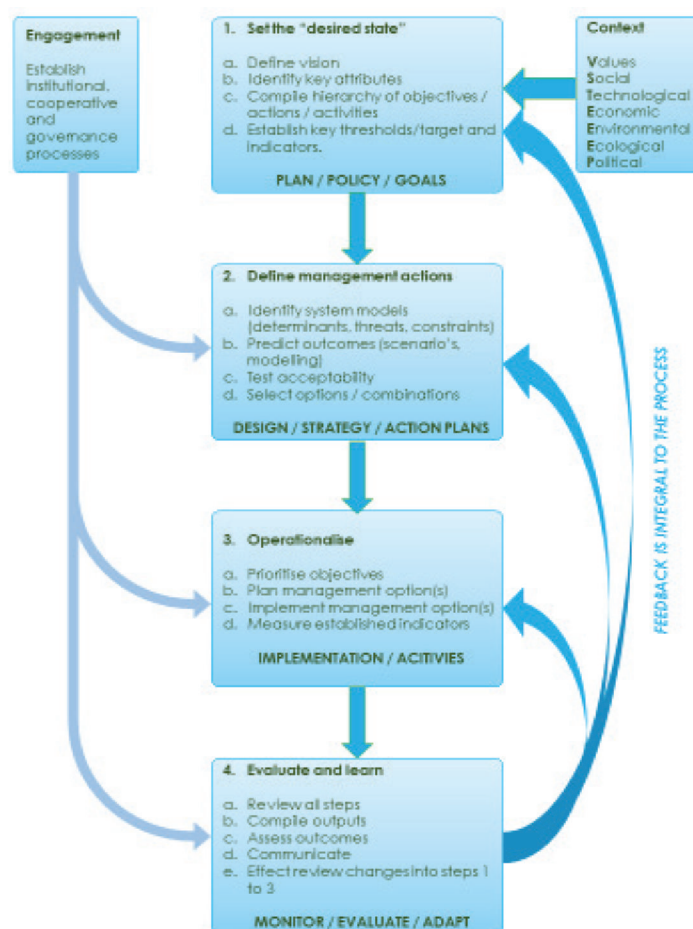 Engagement
Establish
institutional,
cooperative
and
governance
processes
1. Set the “desired state”
a. Define vision
b. Identify key attributes
c. Compile hierarchy of objectives /
actions / activities
d. Establish key thresholds/target and
indicators.
PLAN / POLICY / GOALS
Context
Values
Social
Technological
Economic
Environmental
Ecological
Political
2. Define management actions
a. Identify system models
(determinants, threats, constraints)
b. Predict outcomes (scenario's,
modelling)
c. Test acceptability
d. Select options / combinations
DESIGN / STRATEGY / ACTION PLANS
3. Operationalise
a. Prioritise objectives
b. Plan management option(s)
c. Implement management option(s)
d. Measure established indicators
IMPLEMENTATION / ACITIVIES
4. Evaluate and learn
a. Review all steps
b. Compile outputs
c. Assess outcomes
d. Communicate
e. Effect review changes into steps 1
to 3
MONITOR / EVALUATE / ADAPT
FEEDBACK IS INTEGRAL TO THE PROCESS